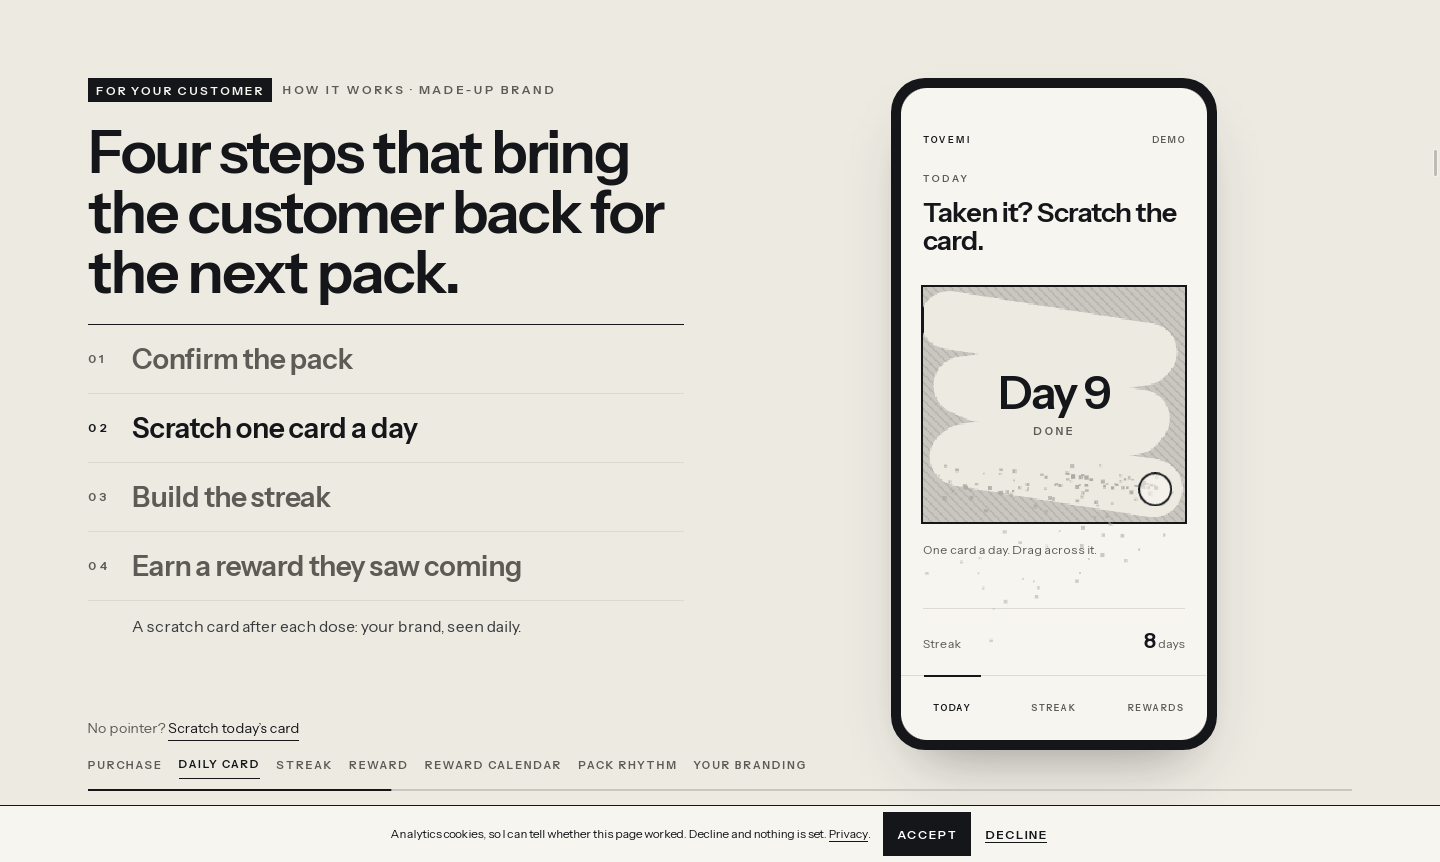 FOR YOUR CUSTOMER HOW IT WORKS · MADE-UP BRAND
Four steps that bring
the customer back for
the next pack.
01 Confirm the pack
02 Scratch one card a day
03 Build the streak
04 Earn a reward they saw coming
A scratch card after each dose: your brand, seen daily.
No pointer? Scratch today's card
PURCHASE DAILY CARD STREAK REWARD REWARD CALENDAR PACK RHYTHM YOUR BRANDING
TOVEMI DEMO
TODAY
Taken it? Scratch the
card.
Day 9
DONE
One card a day. Drag across it.
Streak 8 days
TODAY STREAK REWARDS
Analytics cookies, so I can tell whether this page worked. Decline and nothing is set. Privacy. ACCEPT DECLINE